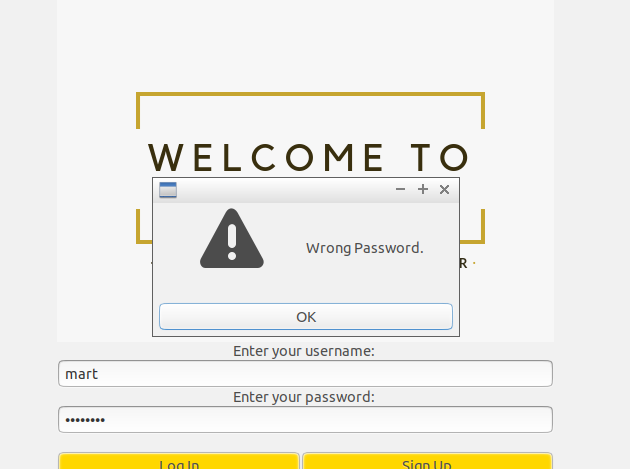 WELCOME TO
Wrong Password.
OK
Enter your username:
mart
Enter your password:
••••••••
Log In
Sign Up